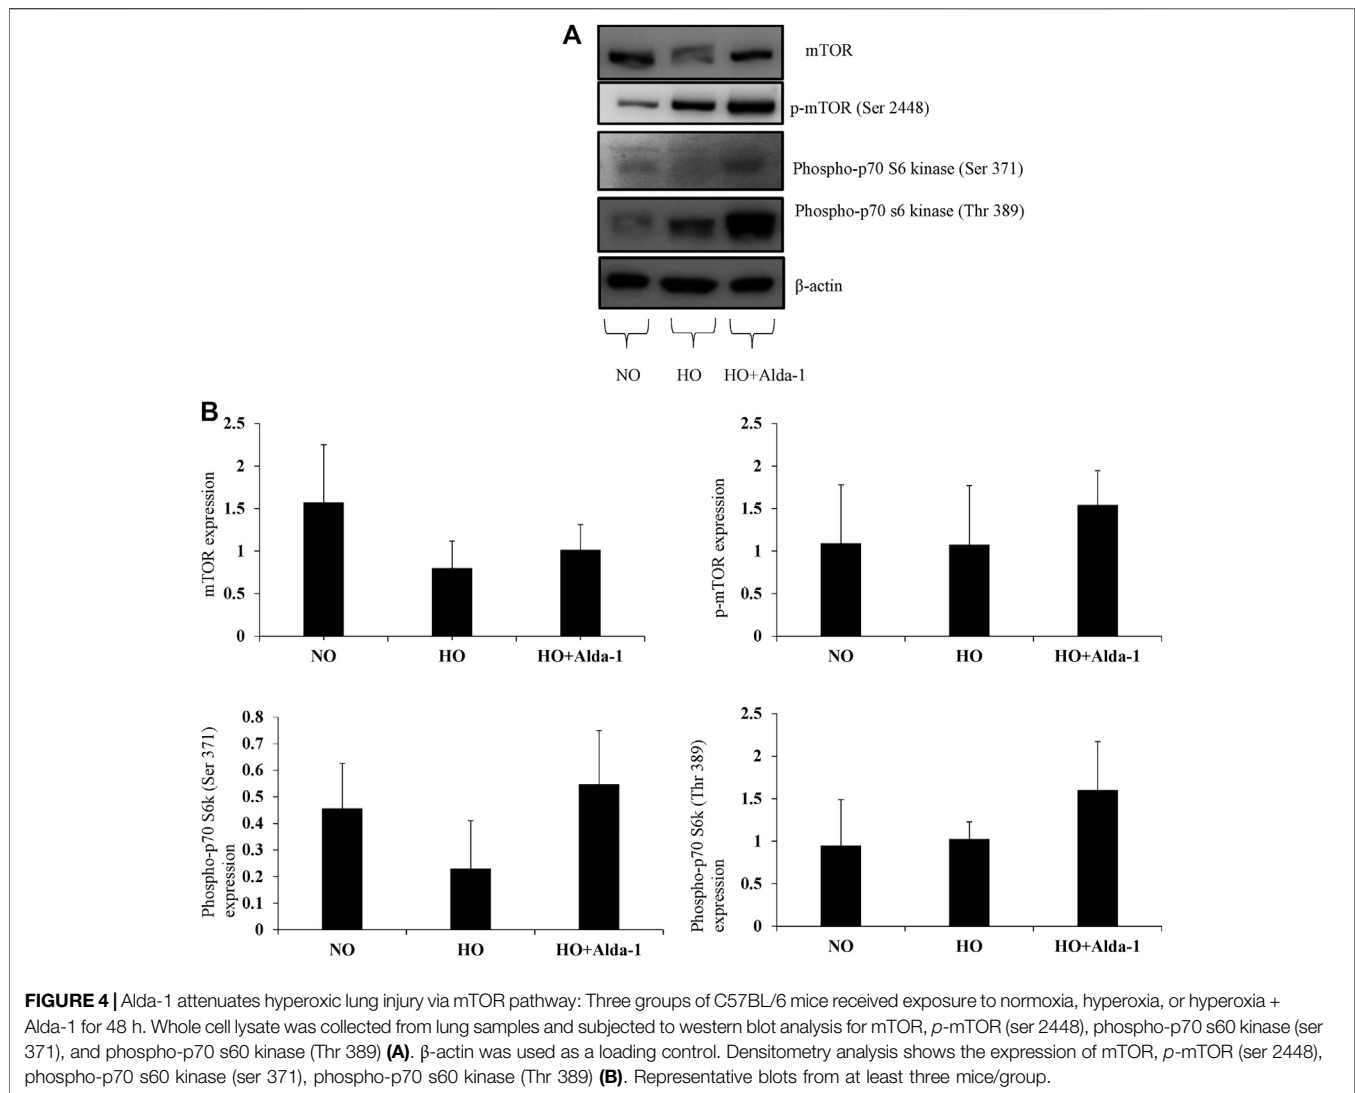 A
mTOR
p-mTOR (Ser 2448)
Phospho-p70 S6 kinase (Ser 371)
Phospho-p70 s6 kinase (Thr 389)
β-actin
NO HO HO+Alda-1
B
mTOR expression
2.5
2
1.5
1
0.5
0
NO HO HO+Alda-1
p-mTOR expression
2.5
2
1.5
1
0.5
0
NO HO HO+Alda-1
Phospho-p70 S6k (Ser 371)
expression
0.8
0.7
0.6
0.5
0.4
0.3
0.2
0.1
0
NO HO HO+Alda-1
Phospho-p70 S6k (Thr 389)
expression
2.5
2
1.5
1
0.5
0
NO HO HO+Alda-1
FIGURE 4 | Alda-1 attenuates hyperoxic lung injury via mTOR pathway: Three groups of C57BL/6 mice received exposure to normoxia, hyperoxia, or hyperoxia +
Alda-1 for 48 h. Whole cell lysate was collected from lung samples and subjected to western blot analysis for mTOR, p-mTOR (ser 2448), phospho-p70 s60 kinase (ser
371), and phospho-p70 s60 kinase (Thr 389) (A). β-actin was used as a loading control. Densitometry analysis shows the expression of mTOR, p-mTOR (ser 2448),
phospho-p70 s60 kinase (ser 371), phospho-p70 s60 kinase (Thr 389) (B). Representative blots from at least three mice/group.